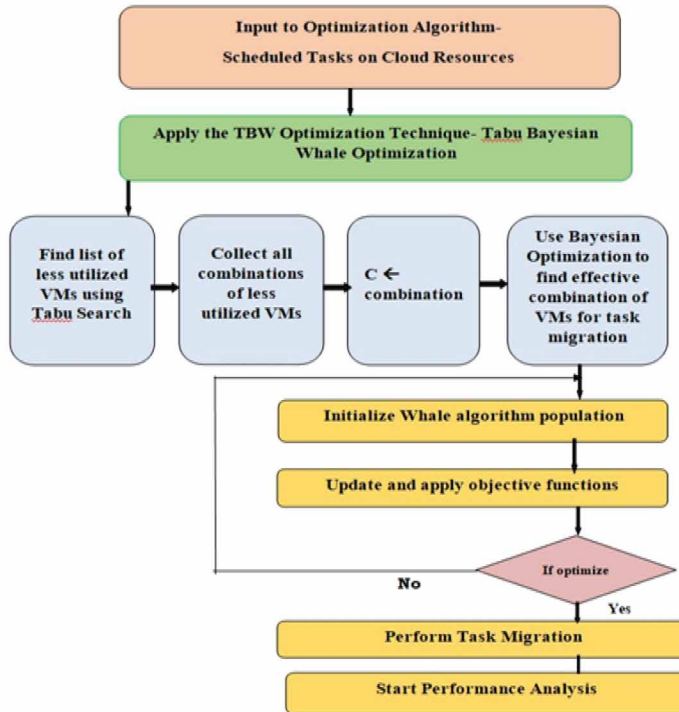 Input to Optimization Algorithm-
Scheduled Tasks on Cloud Resources
Apply the TBW Optimization Technique- Tabu Bayesian
Whale Optimization
Find list of
less utilized
VMs using
Tabu Search
Collect all
combinations
of less
utilized VMs
C ←
combination
Use Bayesian
Optimization to
find effective
combination of
VMs for task
migration
Initialize Whale algorithm population
Update and apply objective functions
If optimize
No
Yes
Perform Task Migration
Start Performance Analysis